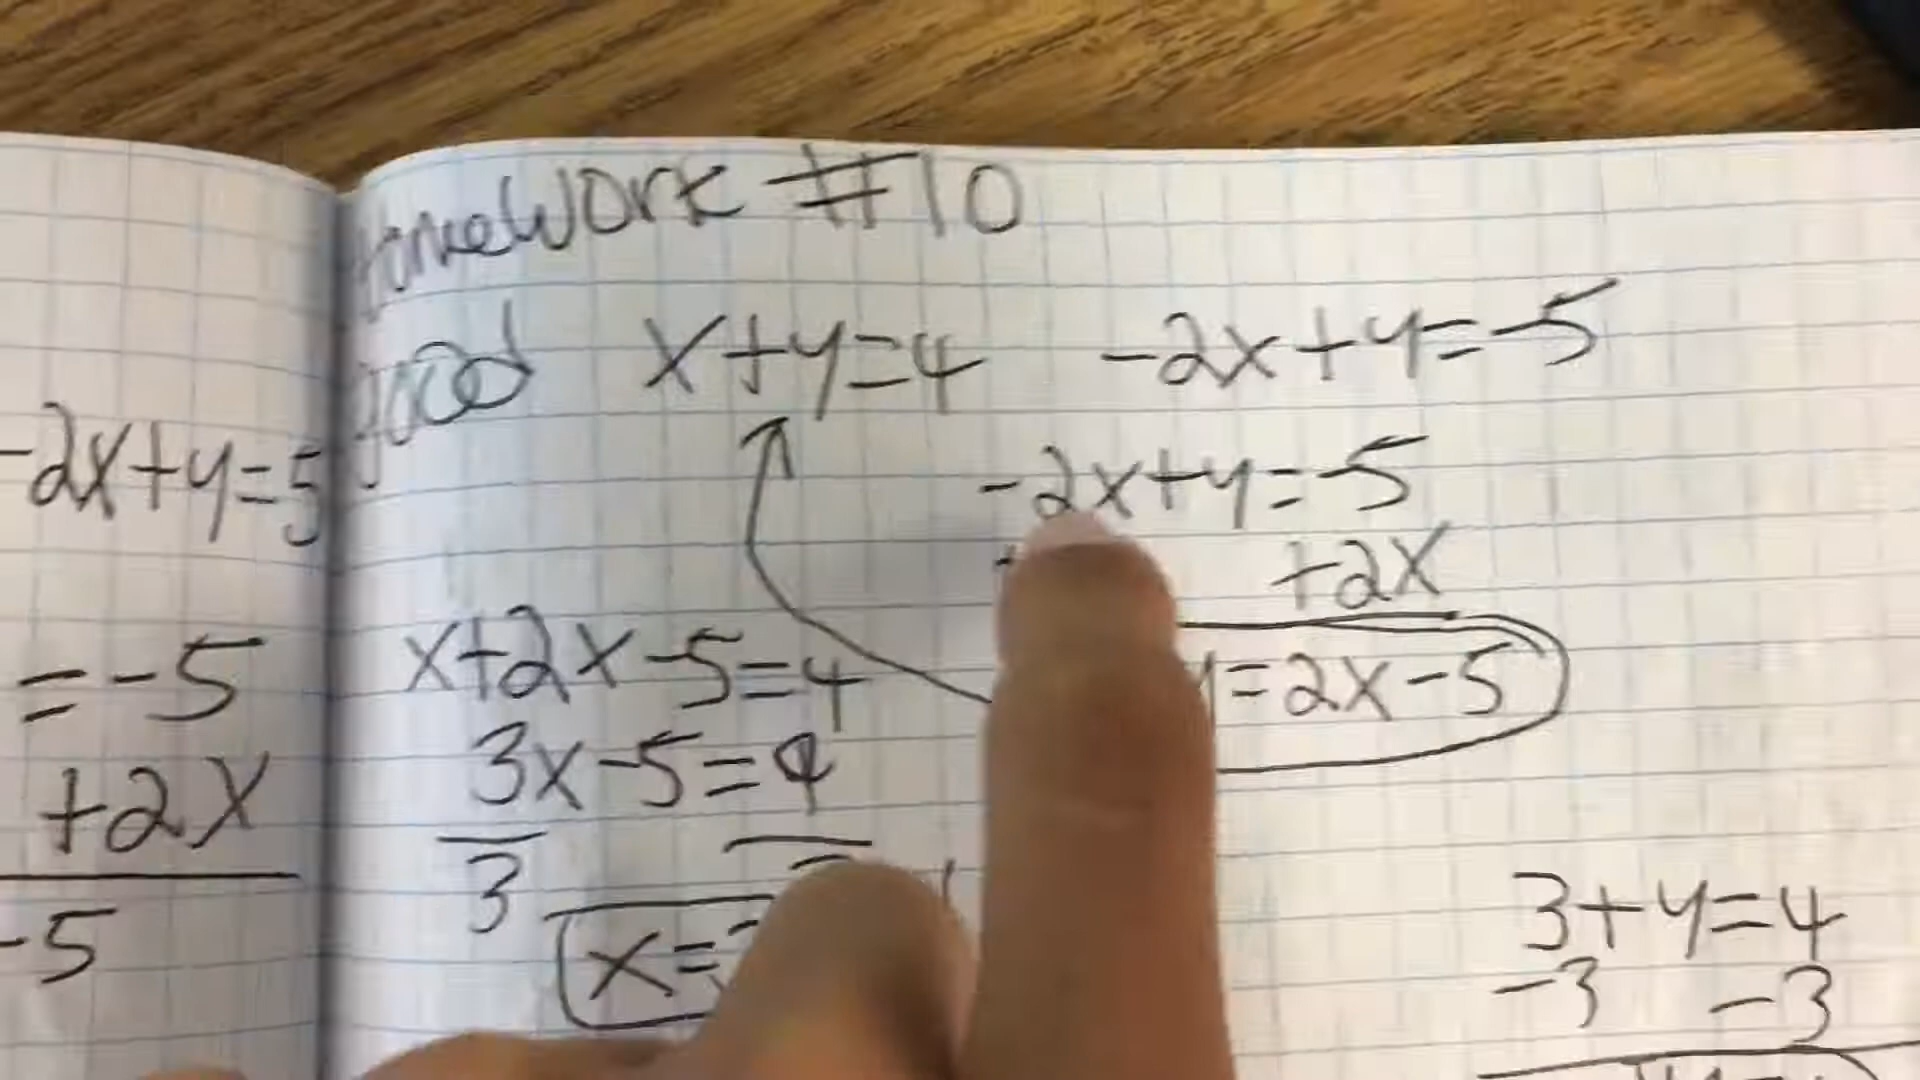 -2x+y=5
=-5
+2x
-5
Homework #10
good x+y=4 -2x+y=-5
-2x+y=-5
+2x
y=2x-5
x+2x-5=4
3x-5=4
3
x=
3+y=4
-3 -3